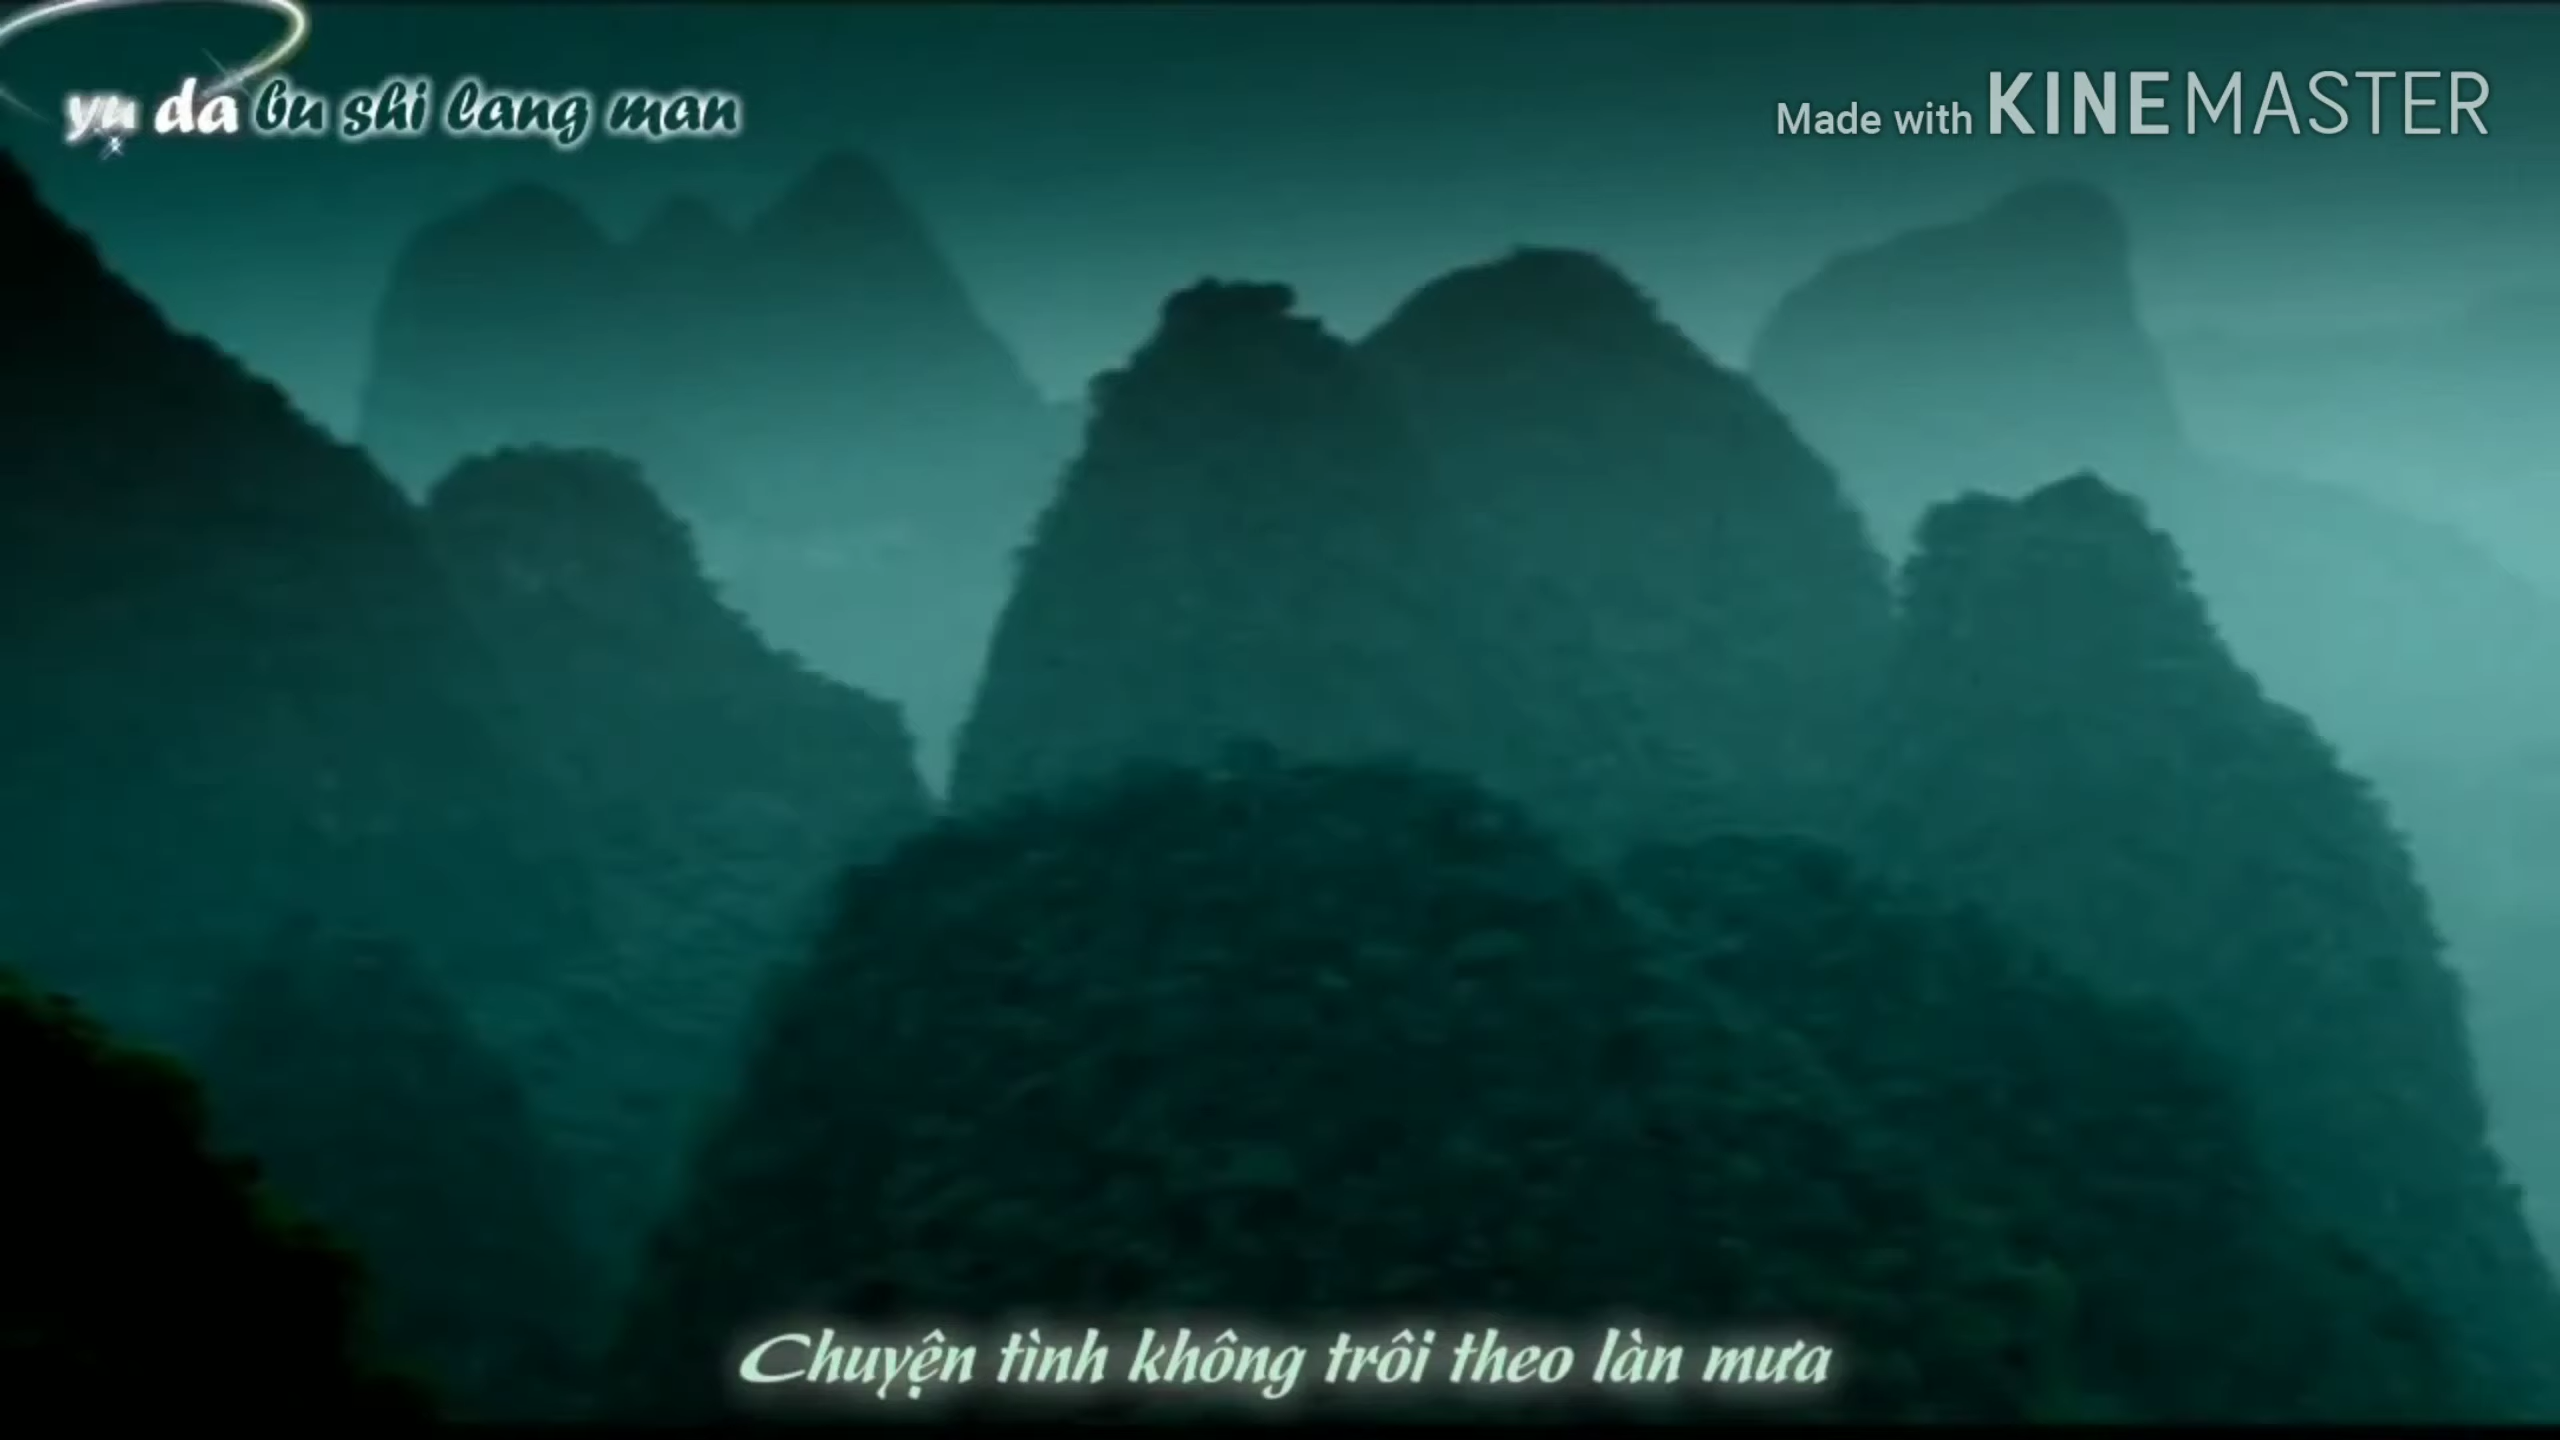 yu da bu shi lang man
Made with KINEMASTER
Chuyện tình không trôi theo làn mưa